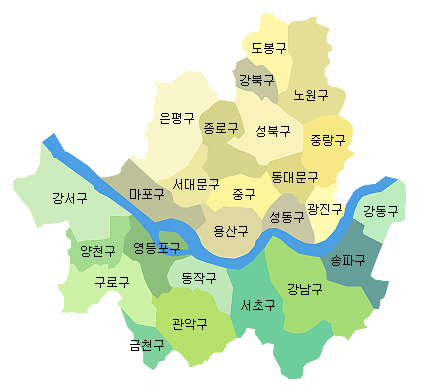 도봉구
강북구
노원구
은평구
종로구
성북구
중랑구
서대문구
동대문구
마포구
중구
강서구
성동구
광진구
강동구
용산구
양천구
영등포구
송파구
구로구
동작구
강남구
서초구
관악구
금천구